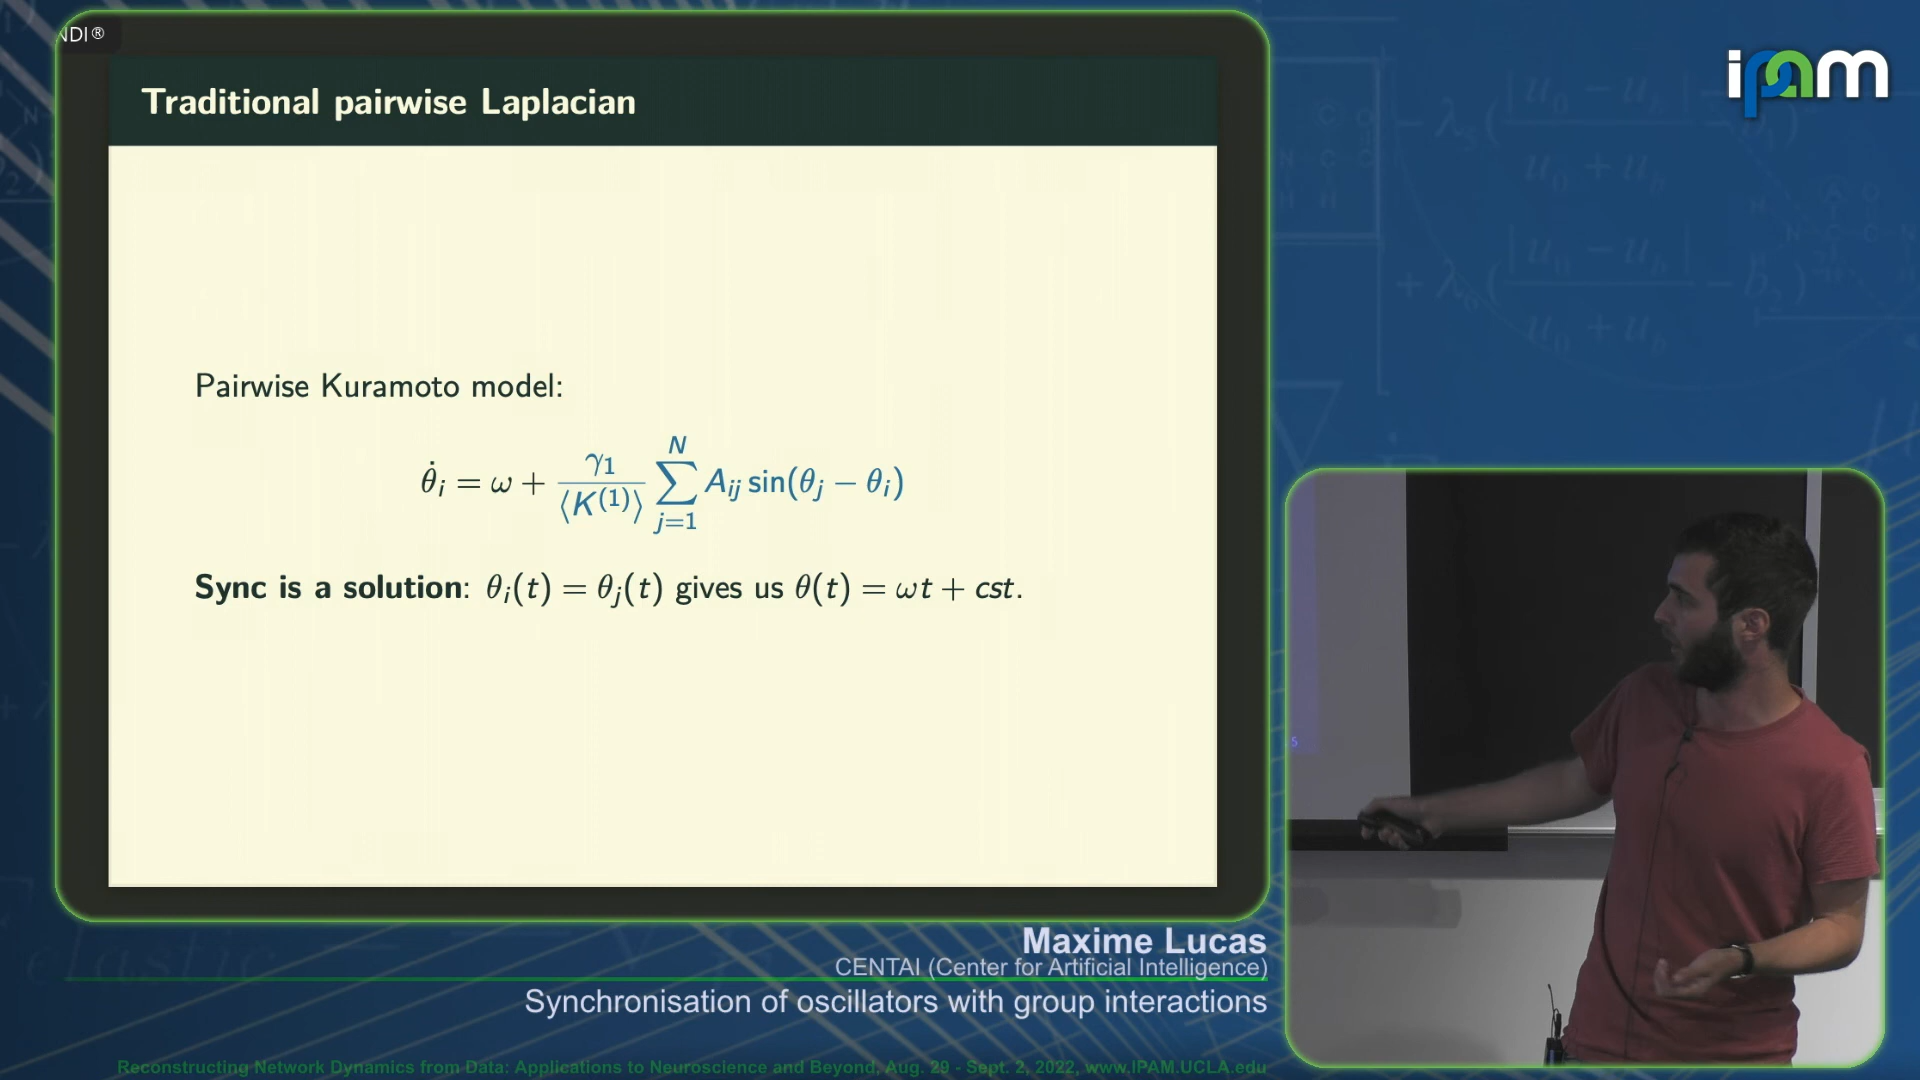 NDI®
ipam
Traditional pairwise Laplacian
Pairwise Kuramoto model:
θ̇ᵢ = ω + γ₁/⟨K⁽¹⁾⟩ ∑ⱼ₌₁ᴺ Aᵢⱼ sin(θⱼ − θᵢ)
Sync is a solution: θᵢ(t) = θⱼ(t) gives us θ(t) = ωt + cst.
5
Maxime Lucas
CENTAI (Center for Artificial Intelligence)
Synchronisation of oscillators with group interactions
Reconstructing Network Dynamics from Data: Applications to Neuroscience and Beyond, Aug. 29 - Sept. 2, 2022, www.IPAM.UCLA.edu
elastic